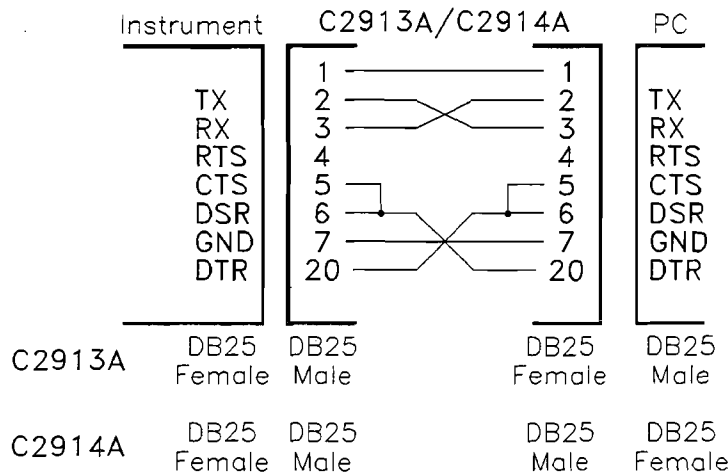 Instrument C2913A/C2914A PC
1 1
TX 2 2 TX
RX 3 3 RX
RTS 4 4 RTS
CTS 5 5 CTS
DSR 6 6 DSR
GND 7 7 GND
DTR 20 20 DTR
C2913A DB25 DB25 DB25 DB25
Female Male Female Male
C2914A DB25 DB25 DB25 DB25
Female Male Male Female